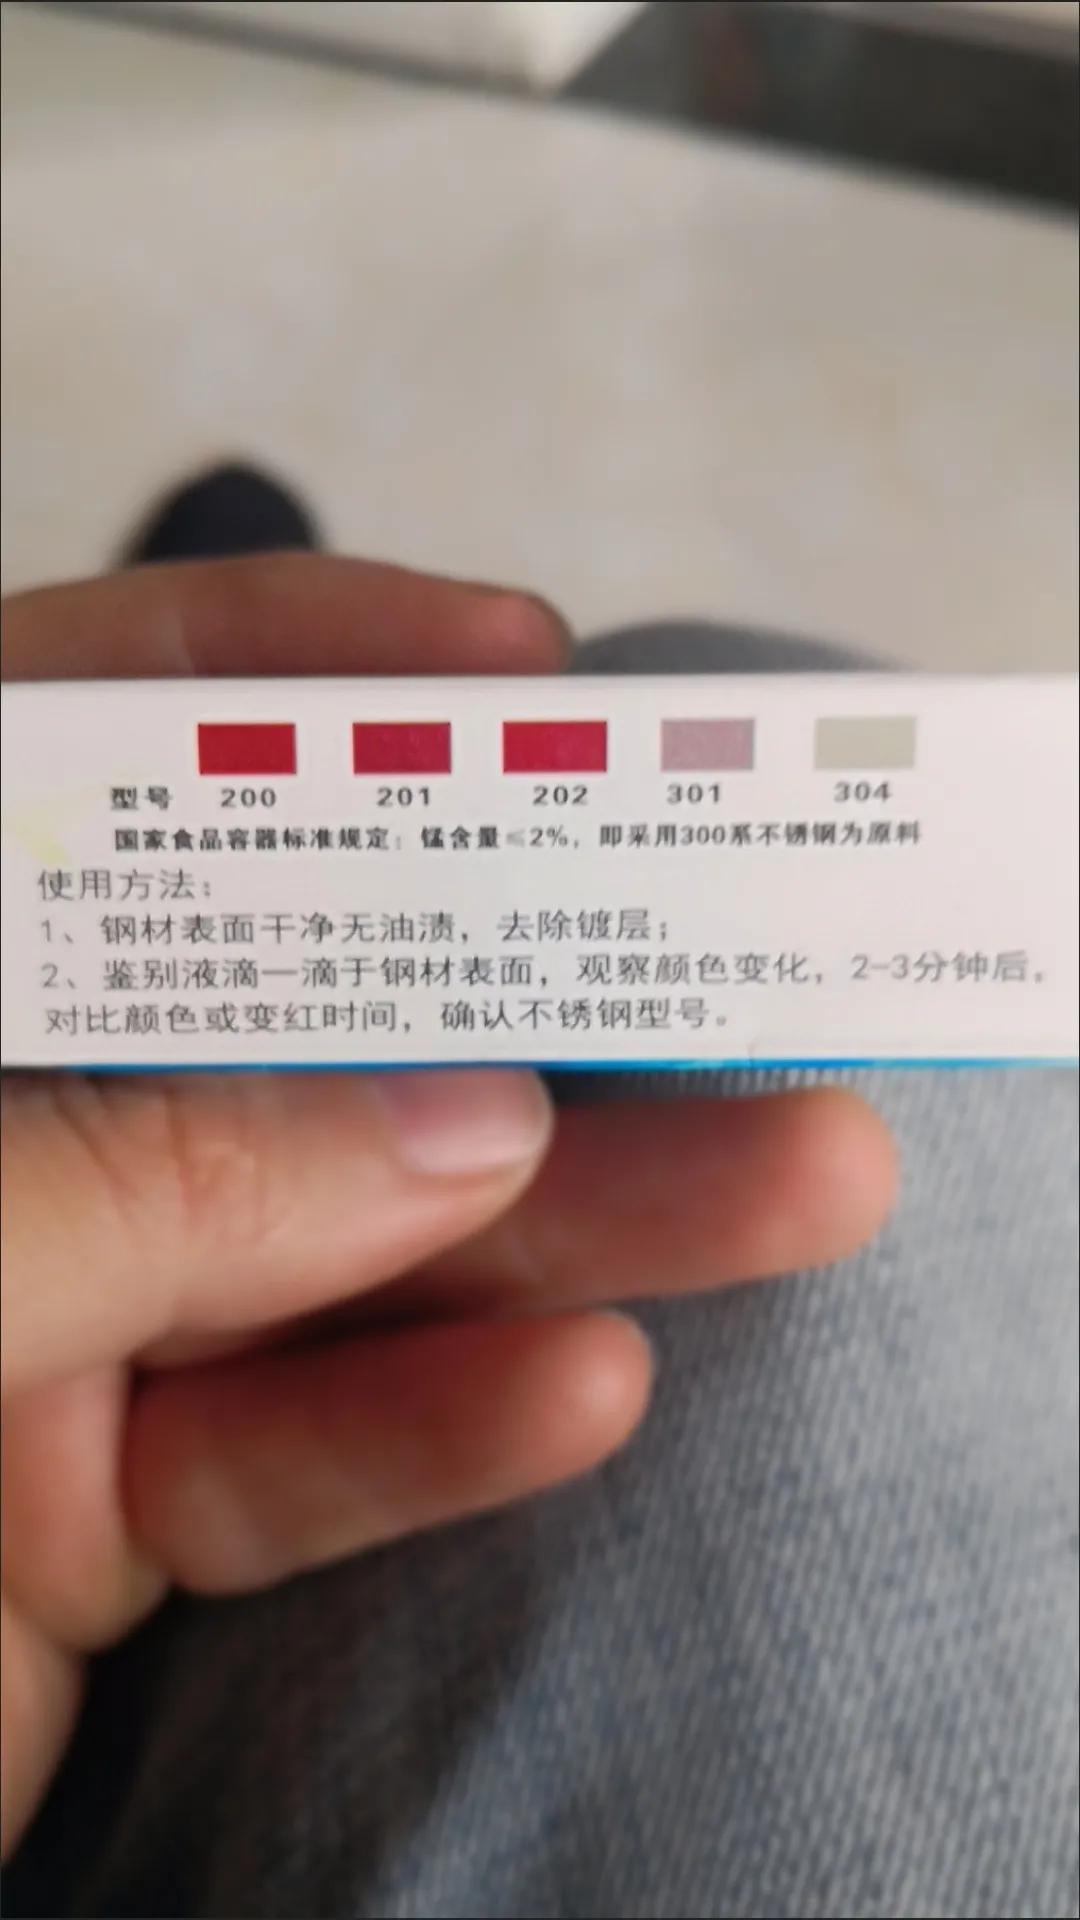 型号 200 201 202 301 304
国家食品容器标准规定：锰含量≤2%，即采用300系不锈钢为原料
使用方法：
1、钢材表面干净无油渍，去除镀层；
2、鉴别液滴一滴于钢材表面，观察颜色变化，2-3分钟后，
对比颜色或变红时间，确认不锈钢型号。